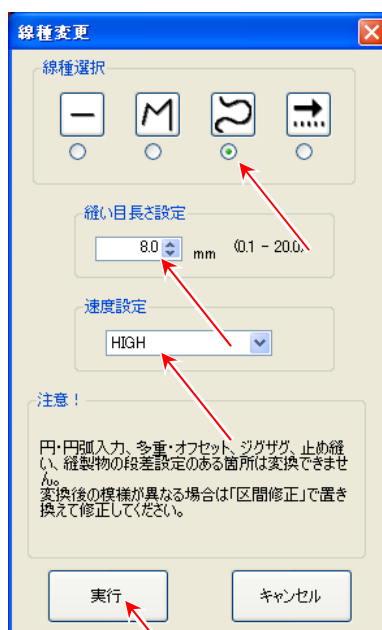 線種変更
線種選択
縫い目長さ設定
8.0 mm (0.1 - 20.0)
速度設定
HIGH
注意！
円・円弧入力、多重・オフセット、ジグザグ、止め縫
い、縫製物の段差設定のある箇所は変換できませ
ん。
変換後の模様が異なる場合は「区間修正」で置き
換えて修正してください。
実行 キャンセル